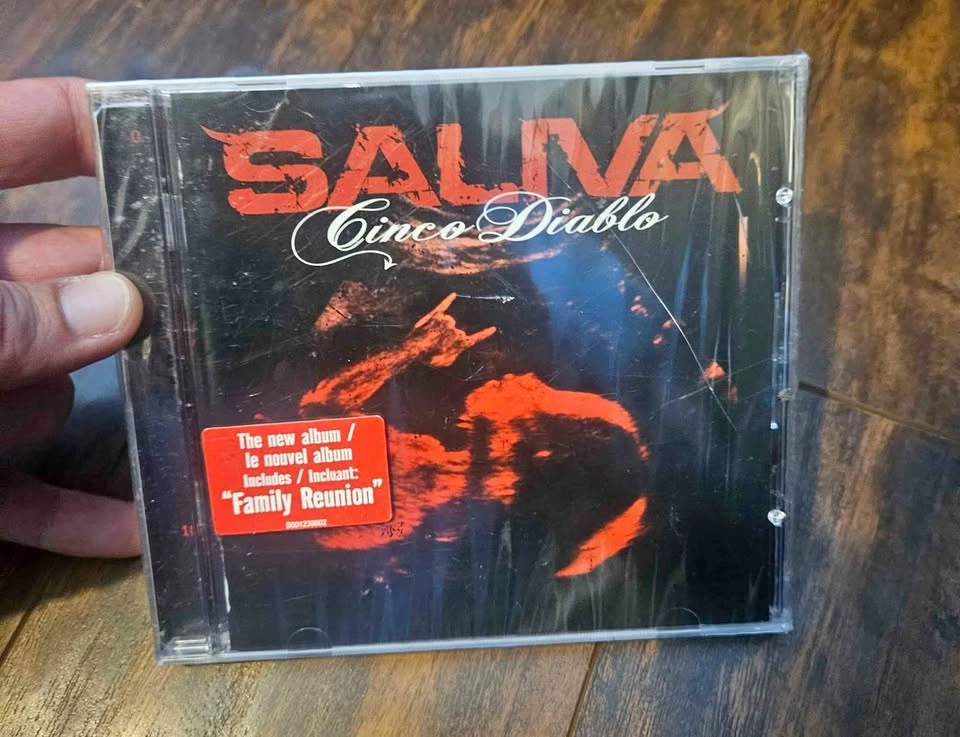 SALIVA
Cinco Diablo
The new album /
le nouvel album
Includes / Incluant:
"Family Reunion"